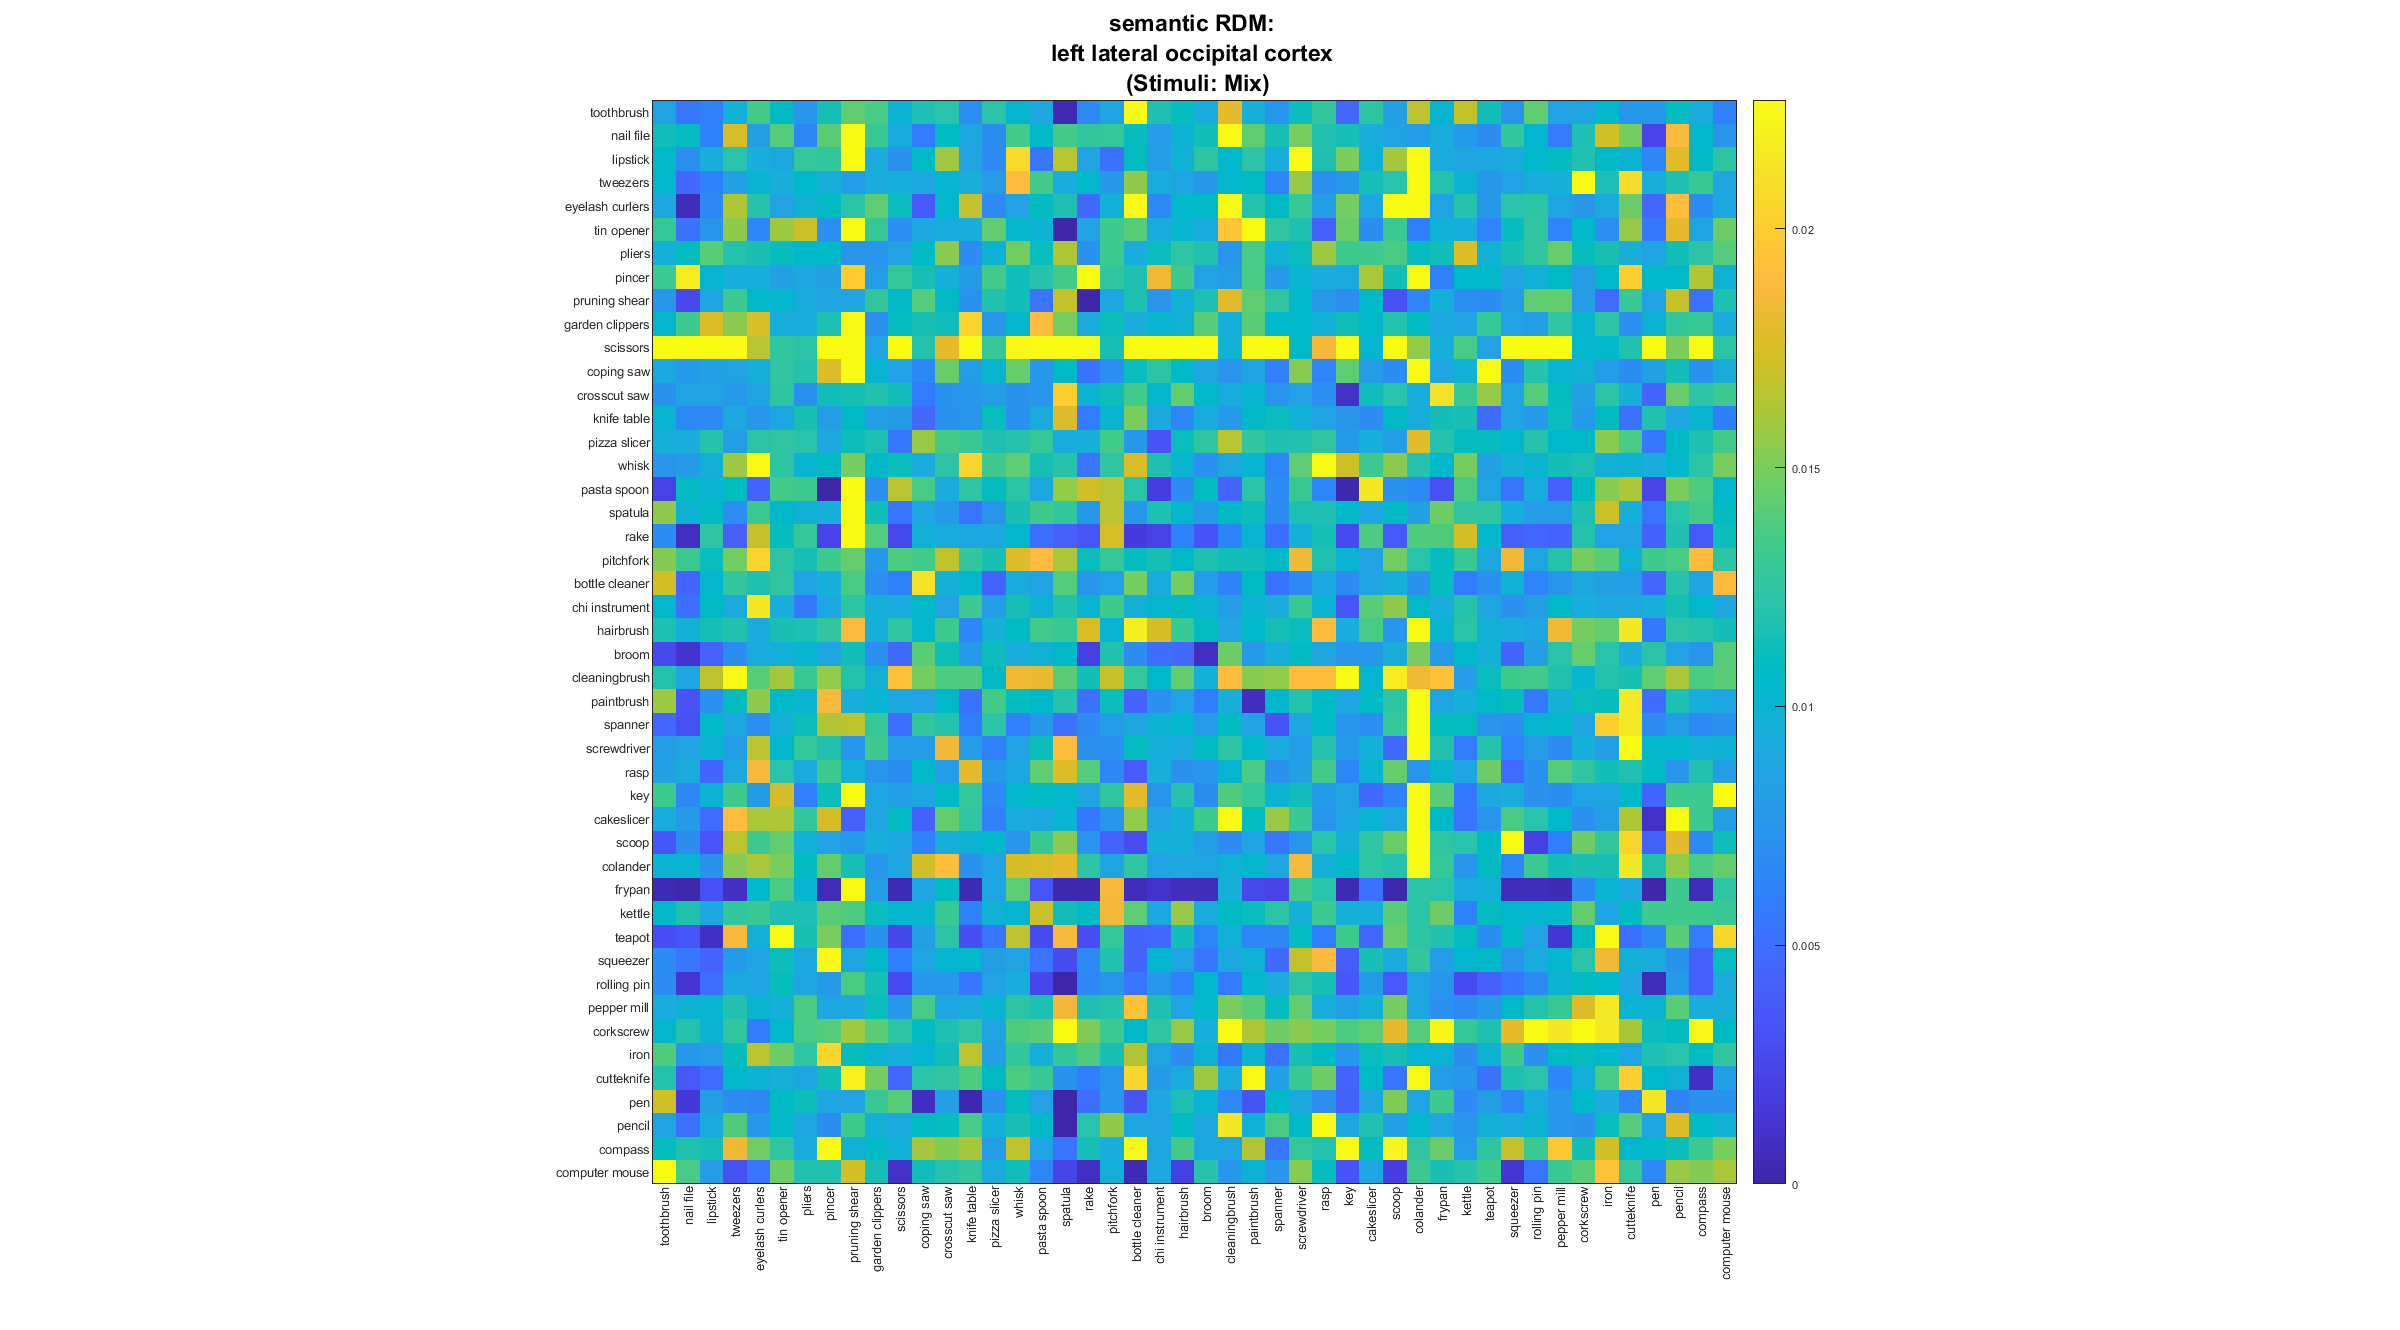 semantic RDM:
left lateral occipital cortex
(Stimuli: Mix)
toothbrush
nail file
lipstick
tweezers
eyelash curlers
tin opener
pliers
pincer
pruning shear
garden clippers
scissors
coping saw
crosscut saw
knife table
pizza slicer
whisk
pasta spoon
spatula
rake
pitchfork
bottle cleaner
chi instrument
hairbrush
broom
cleaningbrush
paintbrush
spanner
screwdriver
rasp
key
cakeslicer
scoop
colander
frypan
kettle
teapot
squeezer
rolling pin
pepper mill
corkscrew
iron
cutteknife
pen
pencil
compass
computer mouse
toothbrush
nail file
lipstick
tweezers
eyelash curlers
tin opener
pliers
pincer
pruning shear
garden clippers
scissors
coping saw
crosscut saw
knife table
pizza slicer
whisk
pasta spoon
spatula
rake
pitchfork
bottle cleaner
chi instrument
hairbrush
broom
cleaningbrush
paintbrush
spanner
screwdriver
rasp
key
cakeslicer
scoop
colander
frypan
kettle
teapot
squeezer
rolling pin
pepper mill
corkscrew
iron
cutteknife
pen
pencil
compass
computer mouse
0.02
0.015
0.01
0.005
0